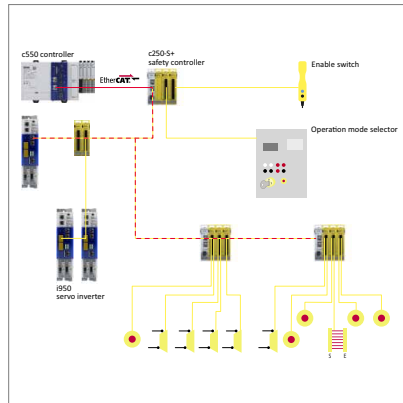 c550 controller
c250-S+
safety controller
EtherCAT
Enable switch
Operation mode selector
i950
servo inverter
S E